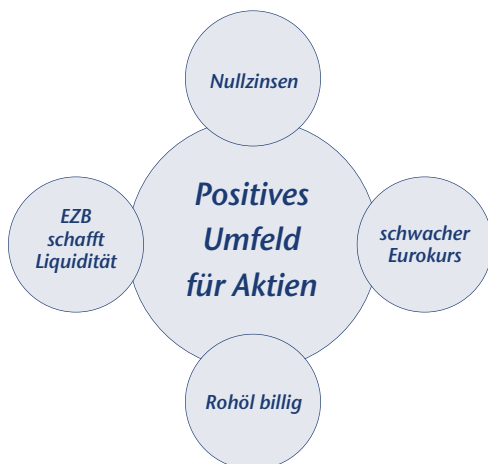 Nullzinsen
Positives
Umfeld
für Aktien
EZB
schafft
Liquidität
schwacher
Eurokurs
Rohöl billig